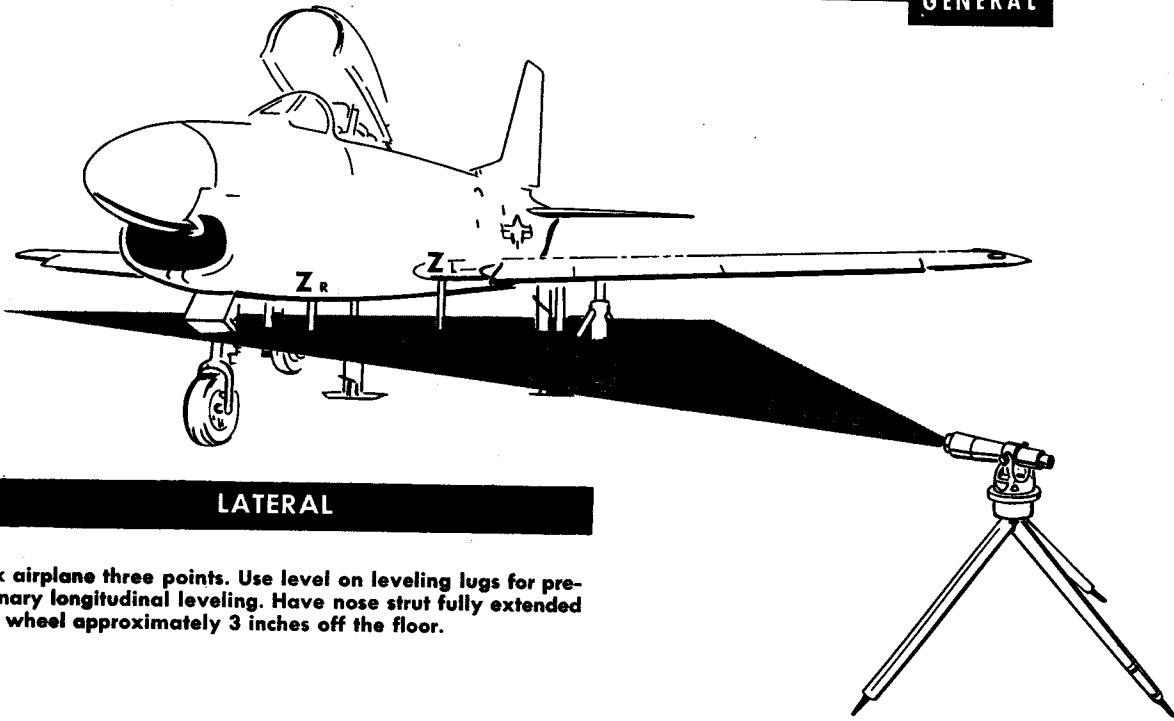 GENERAL
Z R
Z L
LATERAL
airplane three points. Use level on leveling lugs for pre-
nary longitudinal leveling. Have nose strut fully extended
wheel approximately 3 inches off the floor.